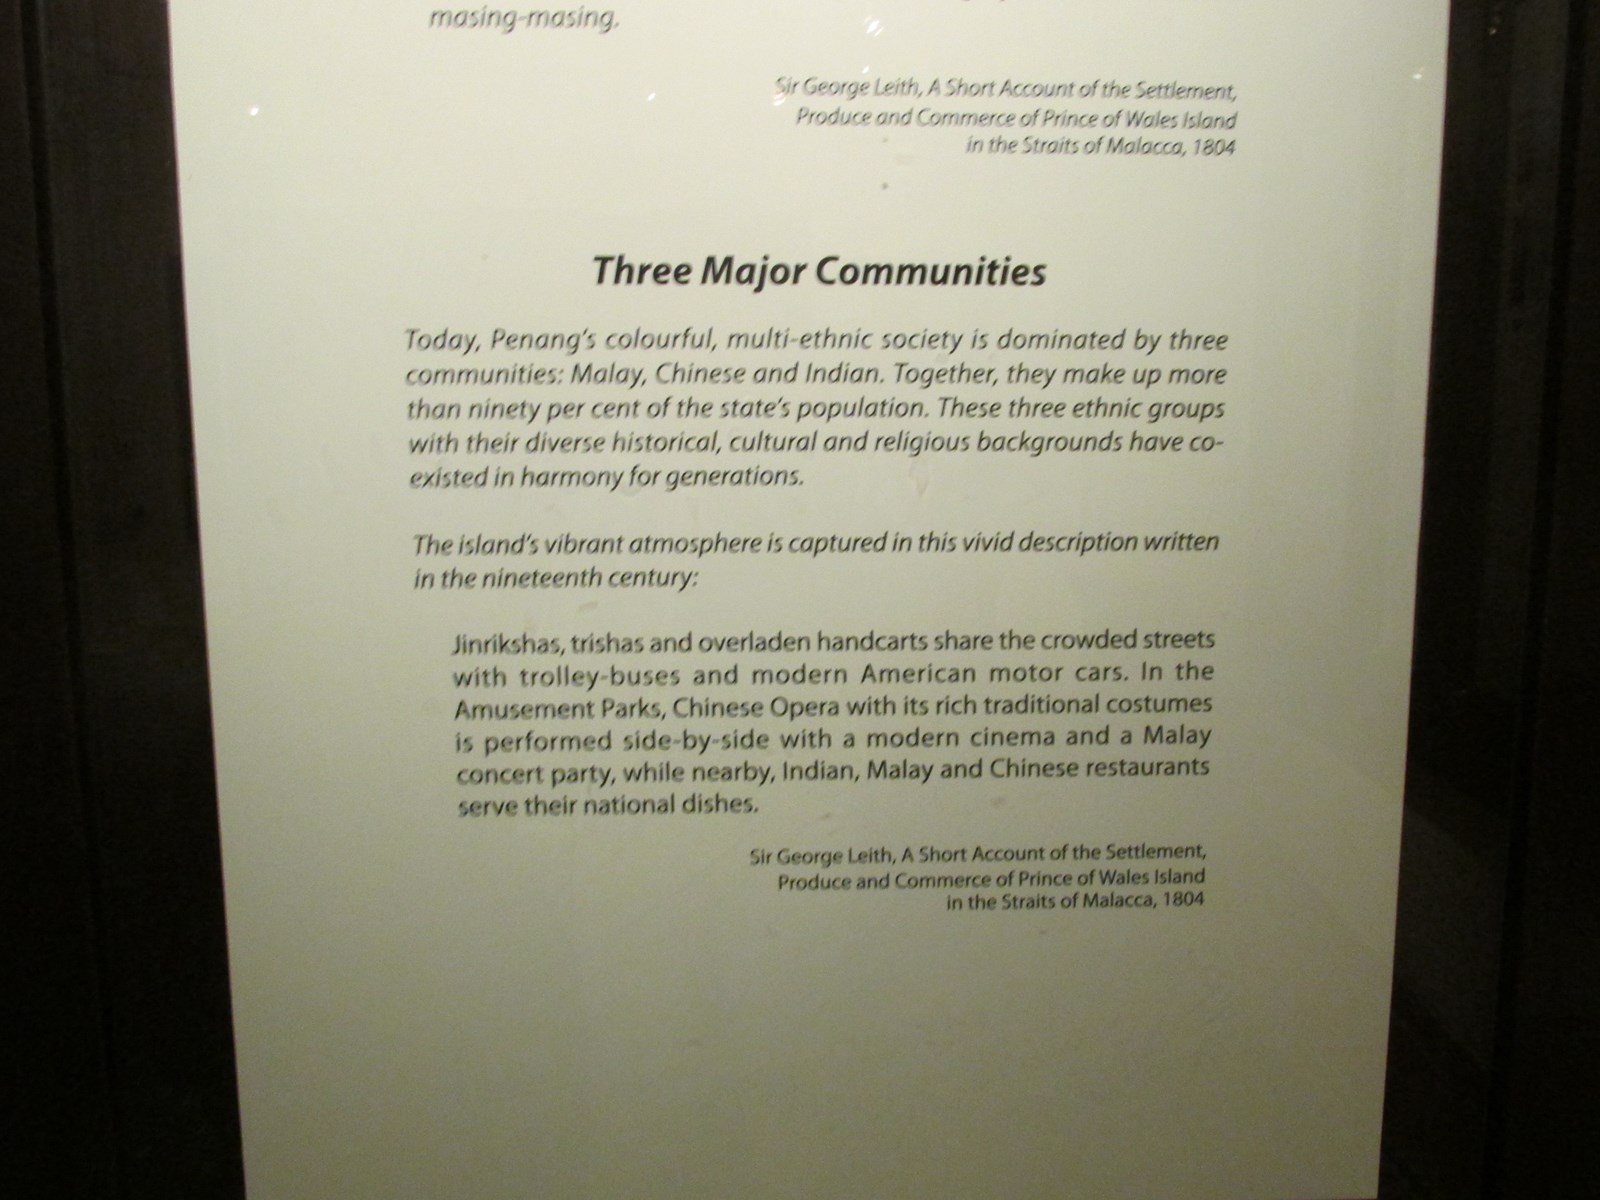 masing-masing.
Sir George Leith, A Short Account of the Settlement,
Produce and Commerce of Prince of Wales Island
in the Straits of Malacca, 1804
Three Major Communities
Today, Penang's colourful, multi-ethnic society is dominated by three
communities: Malay, Chinese and Indian. Together, they make up more
than ninety per cent of the state's population. These three ethnic groups
with their diverse historical, cultural and religious backgrounds have co-
existed in harmony for generations.
The island's vibrant atmosphere is captured in this vivid description written
in the nineteenth century:
Jinrikshas, trishas and overladen handcarts share the crowded streets
with trolley-buses and modern American motor cars. In the
Amusement Parks, Chinese Opera with its rich traditional costumes
is performed side-by-side with a modern cinema and a Malay
concert party, while nearby, Indian, Malay and Chinese restaurants
serve their national dishes.
Sir George Leith, A Short Account of the Settlement,
Produce and Commerce of Prince of Wales Island
in the Straits of Malacca, 1804